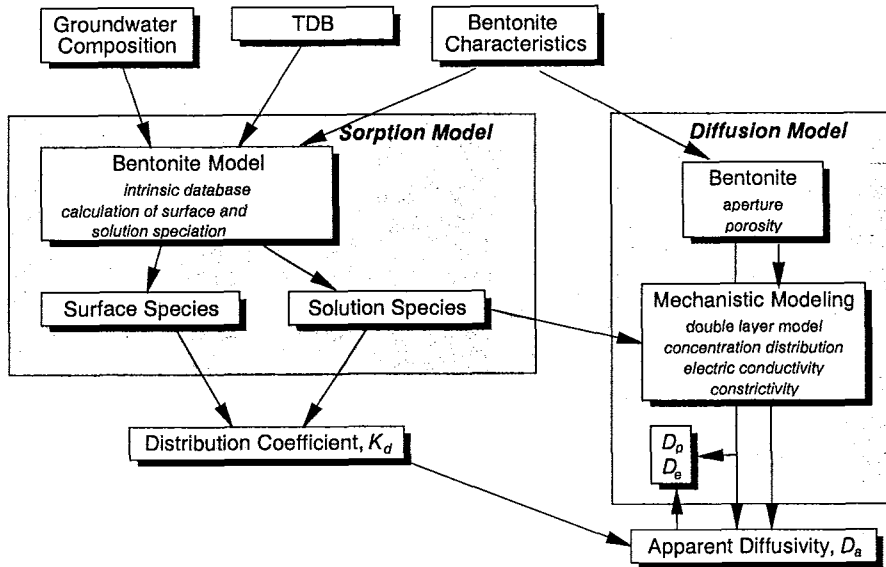 Groundwater
Composition
TDB
Bentonite
Characteristics
Sorption Model
Bentonite Model
intrinsic database
calculation of surface and
solution speciation
Surface Species
Solution Species
Distribution Coefficient, K_d
Diffusion Model
Bentonite
aperture
porosity
Mechanistic Modeling
double layer model
concentration distribution
electric conductivity
constrictivity
D_p
D_e
Apparent Diffusivity, D_a